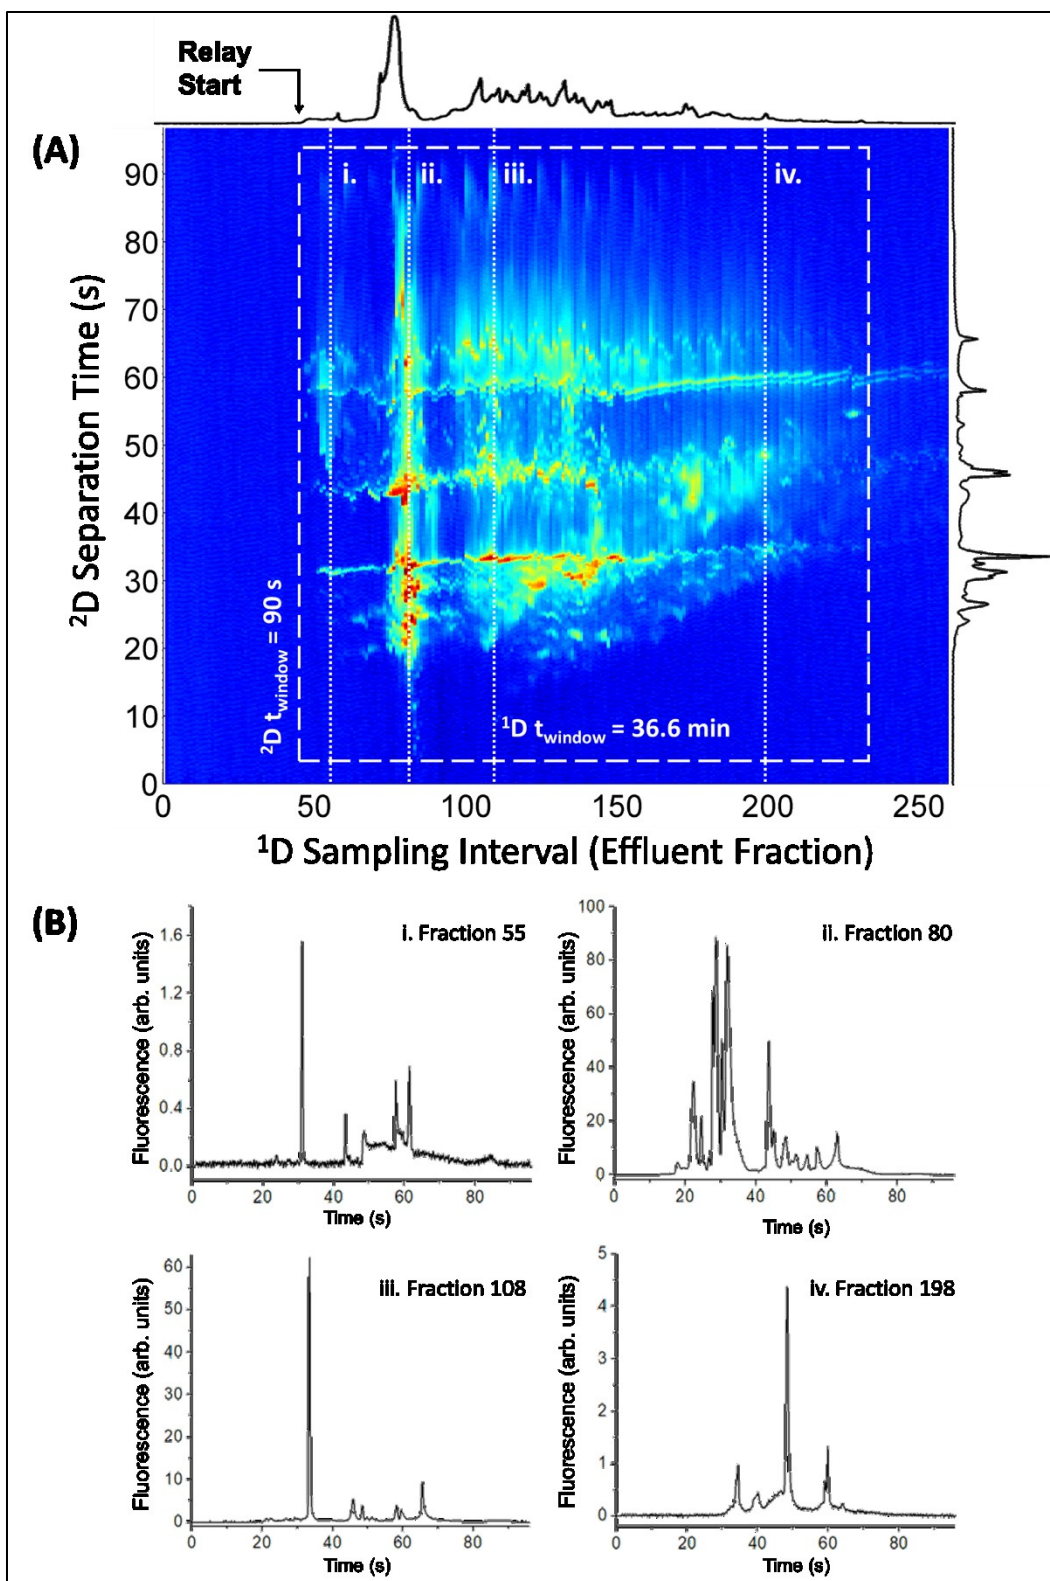 Relay
Start
(A)
i.
ii.
iii.
iv.
90
80
70
60
50
40
30
20
10
0
²D Separation Time (s)
²D t_window = 90 s
¹D t_window = 36.6 min
0
50
100
150
200
250
¹D Sampling Interval (Effluent Fraction)
(B)
i. Fraction 55
Fluorescence (arb. units)
1.6
1.2
0.8
0.4
0.0
0
20
40
60
80
Time (s)
ii. Fraction 80
Fluorescence (arb. units)
100
80
60
40
20
0
0
20
40
60
80
Time (s)
iii. Fraction 108
Fluorescence (arb. units)
60
50
40
30
20
10
0
0
20
40
60
80
Time (s)
iv. Fraction 198
Fluorescence (arb. units)
5
4
3
2
1
0
0
20
40
60
80
Time (s)